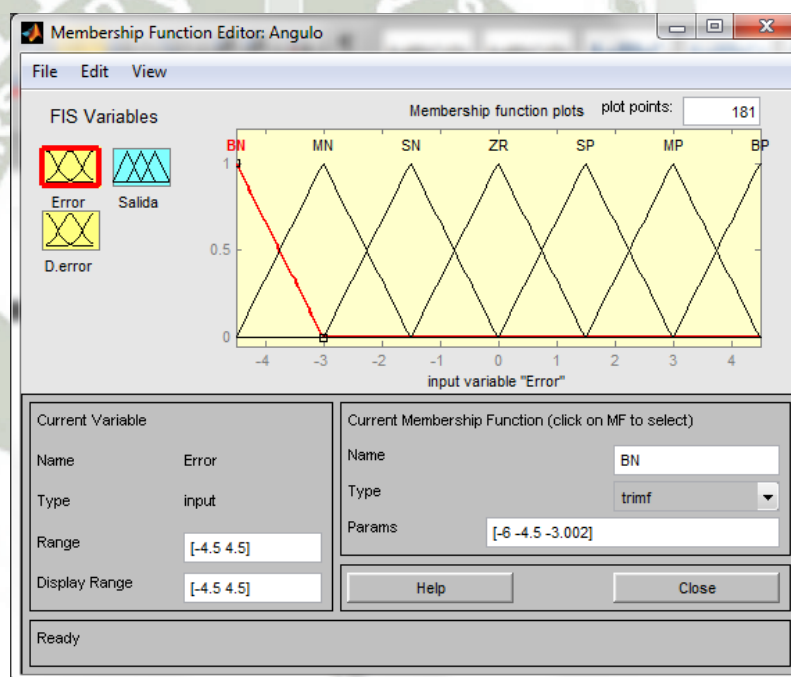 Membership Function Editor: Angulo
File Edit View
FIS Variables
Membership function plots plot points: 181
BN MN SN ZR SP MP BP
1
0.5
0
-4 -3 -2 -1 0 1 2 3 4
input variable "Error"
Error Salida
D.error
Current Variable
Name Error
Type input
Range [-4.5 4.5]
Display Range [-4.5 4.5]
Current Membership Function (click on MF to select)
Name BN
Type trimf
Params [-6 -4.5 -3.002]
Help Close
Ready